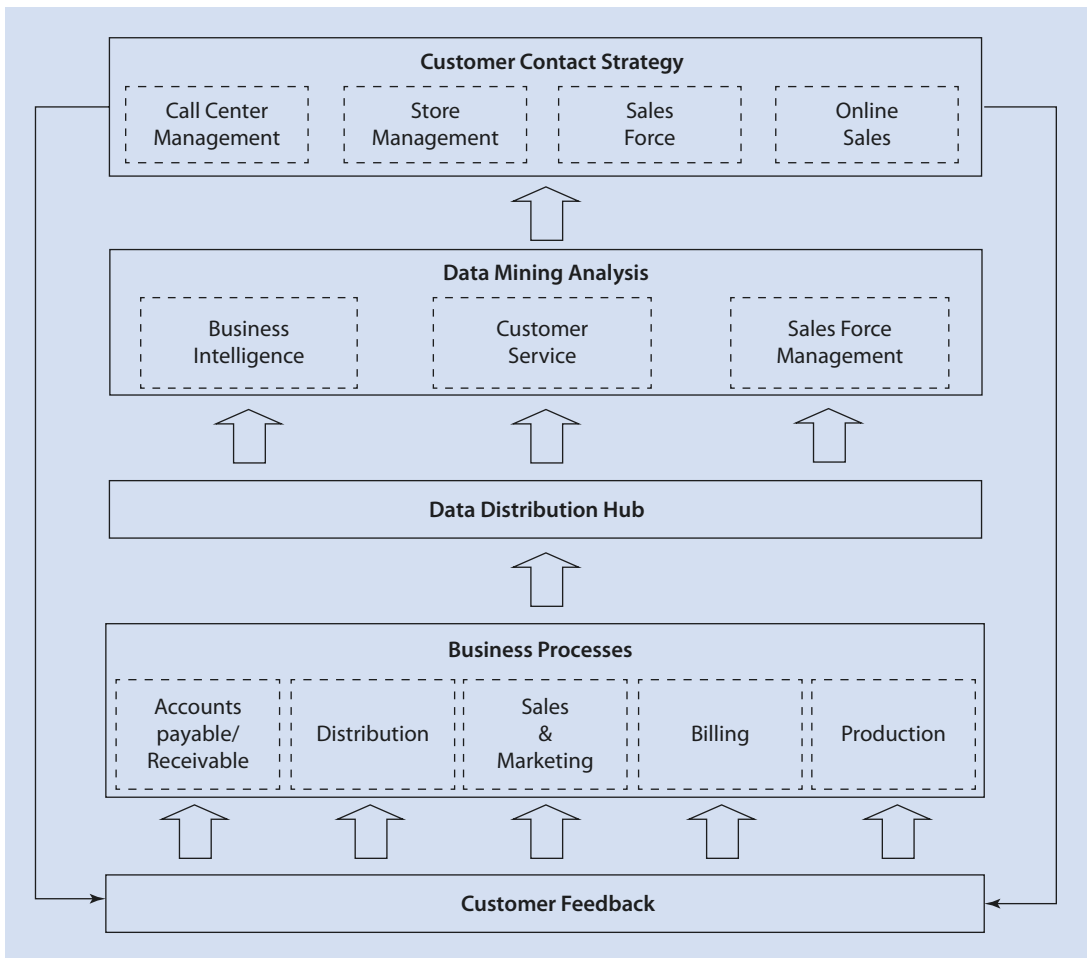 Customer Contact Strategy
Call Center
Management
Store
Management
Sales
Force
Online
Sales
Data Mining Analysis
Business
Intelligence
Customer
Service
Sales Force
Management
Data Distribution Hub
Business Processes
Accounts
payable/
Receivable
Distribution
Sales
&
Marketing
Billing
Production
Customer Feedback